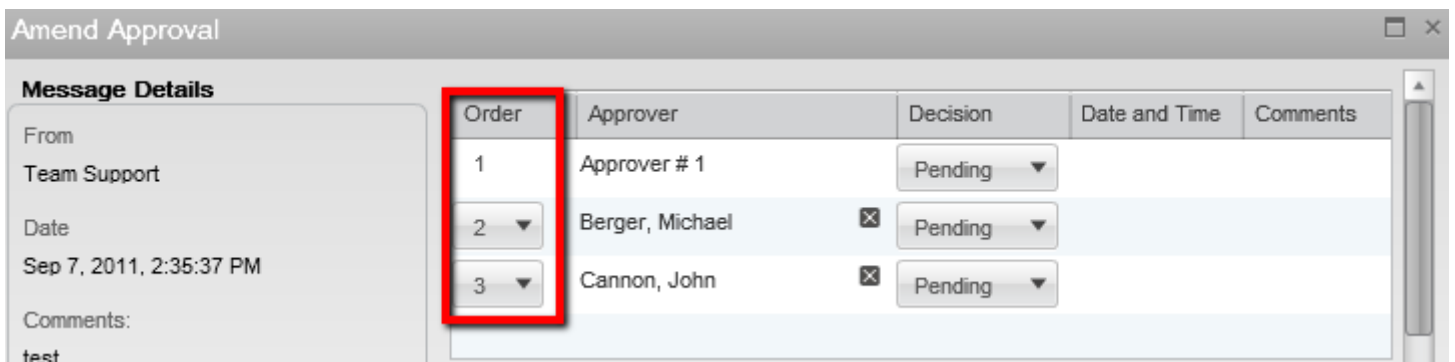 Amend Approval
Message Details
From
Team Support
Date
Sep 7, 2011, 2:35:37 PM
Comments:
test
Order Approver Decision Date and Time Comments
1 Approver # 1 Pending
2 Berger, Michael Pending
3 Cannon, John Pending